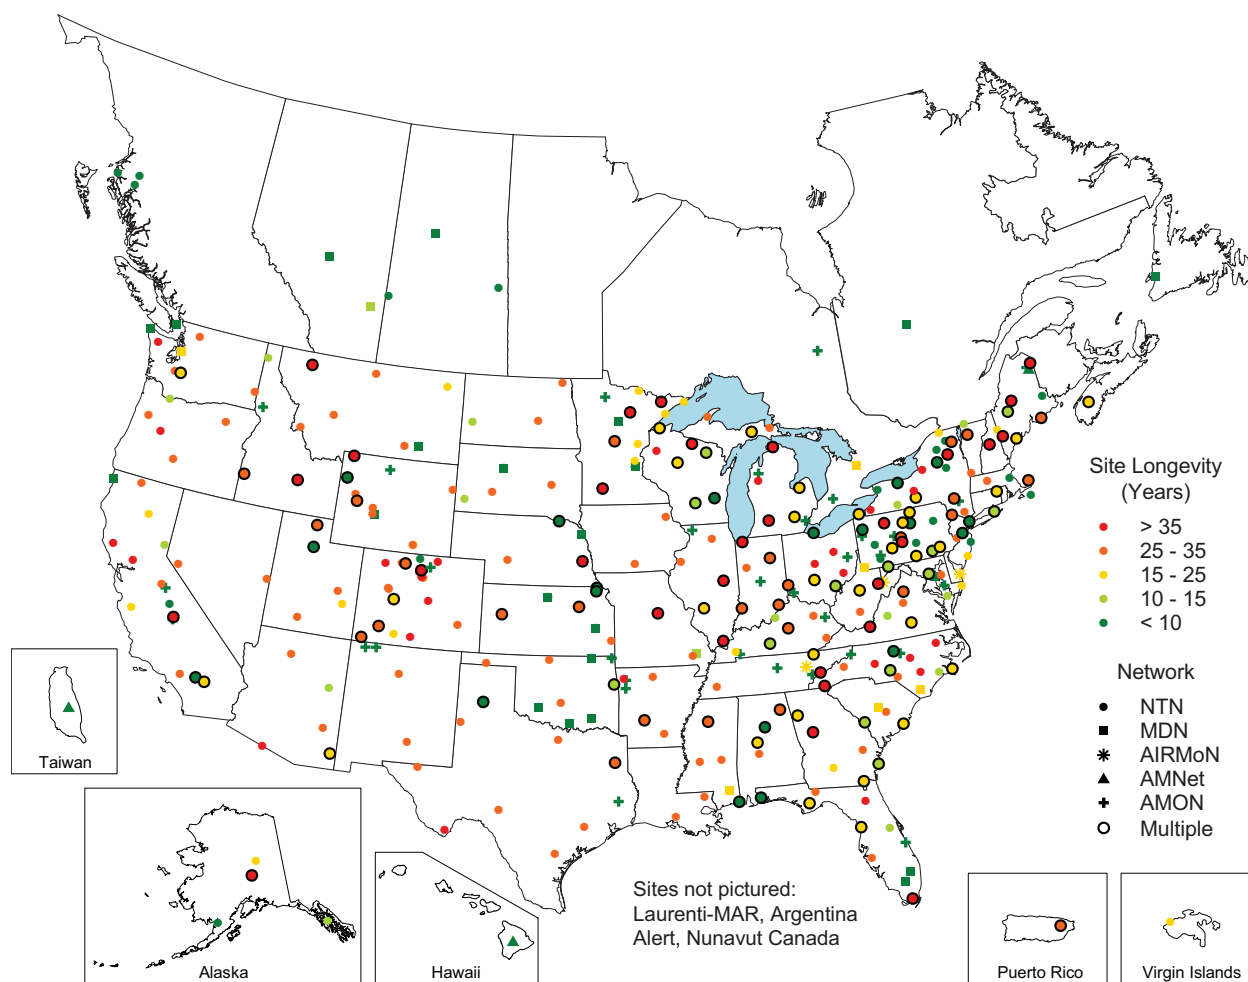 Site Longevity
(Years)
> 35
25 - 35
15 - 25
10 - 15
< 10
Network
NTN
MDN
AIRMoN
AMNet
AMON
Multiple
Taiwan
Alaska
Hawaii
Sites not pictured:
Laurenti-MAR, Argentina
Alert, Nunavut Canada
Puerto Rico
Virgin Islands